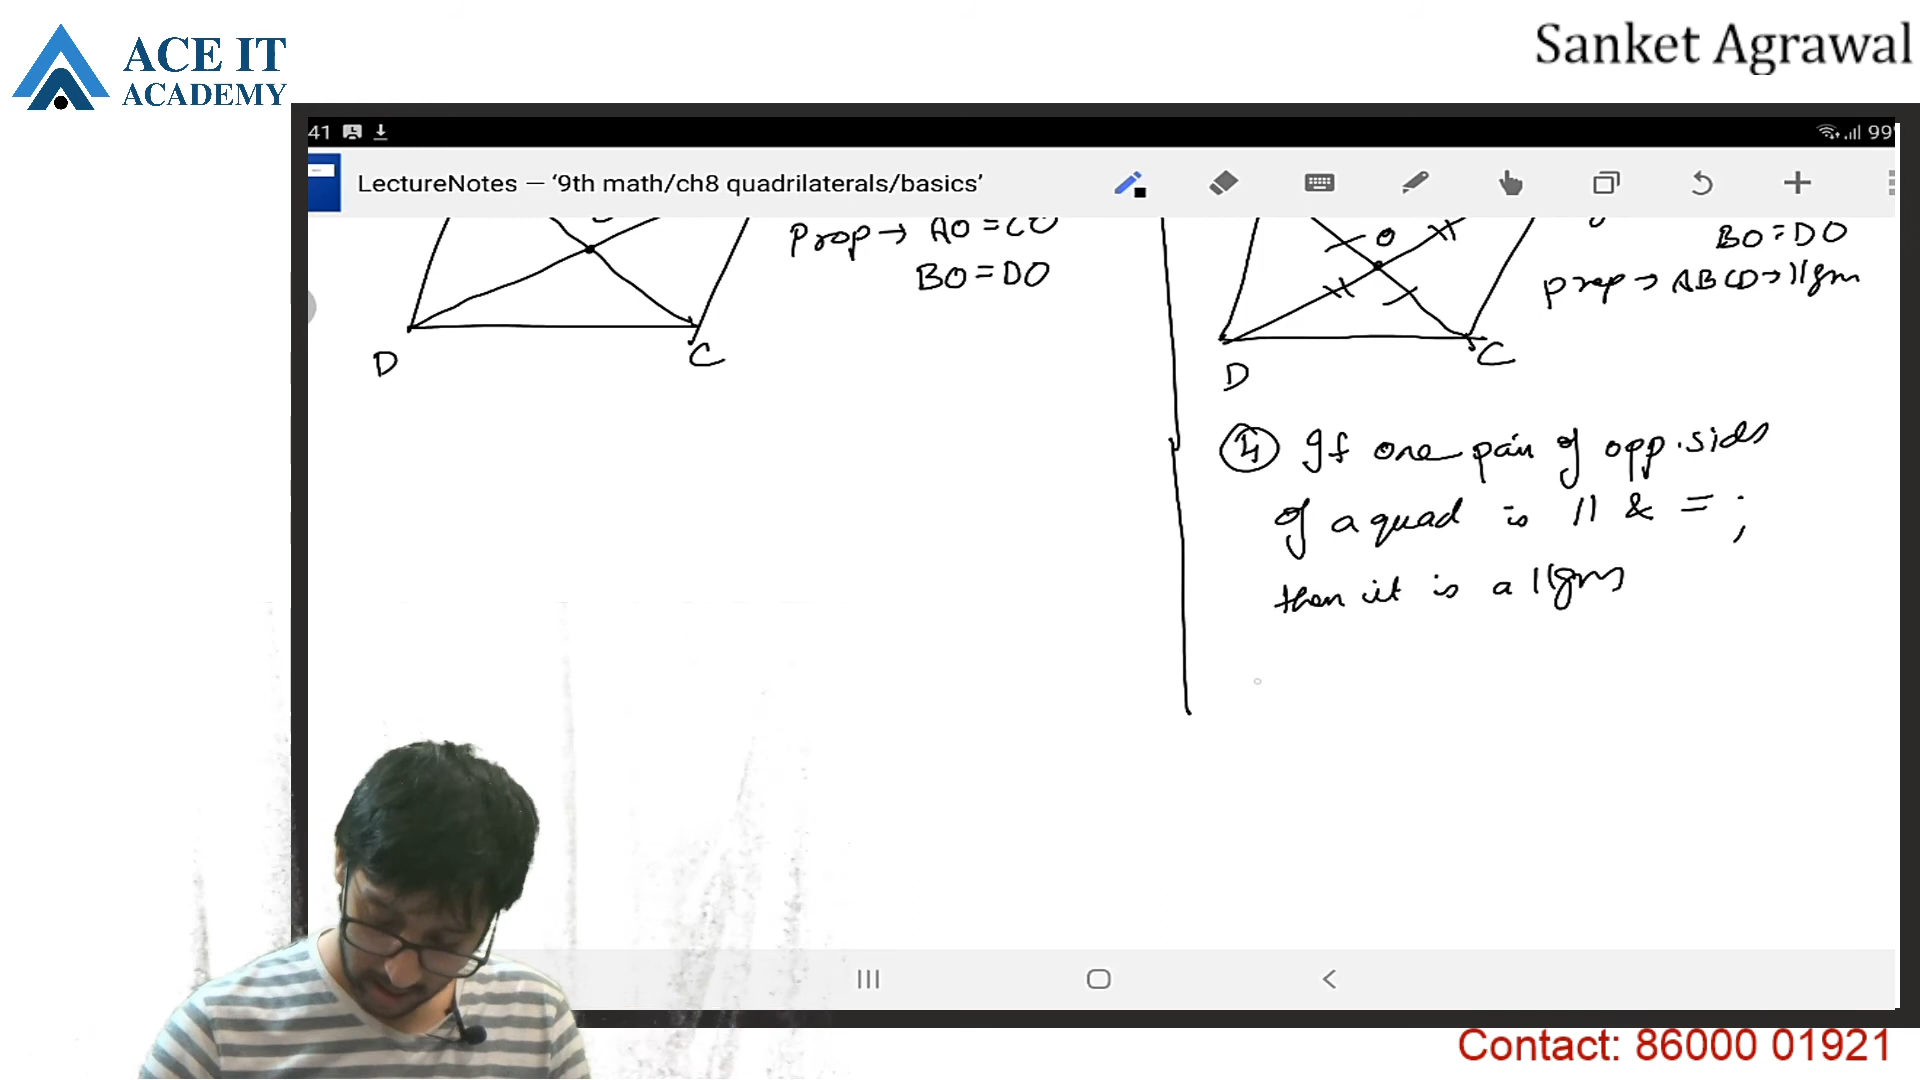 ACE IT
ACADEMY
Sanket Agrawal
41
99%
LectureNotes — ‘9th math/ch8 quadrilaterals/basics’
prop → AO = CO
BO = DO
D
C
O
BO = DO
prop → ABCD → ||gm
D
C
④ If one pair of opp. sides
of a quad is || & = ;
then it is a ||gm
Contact: 86000 01921